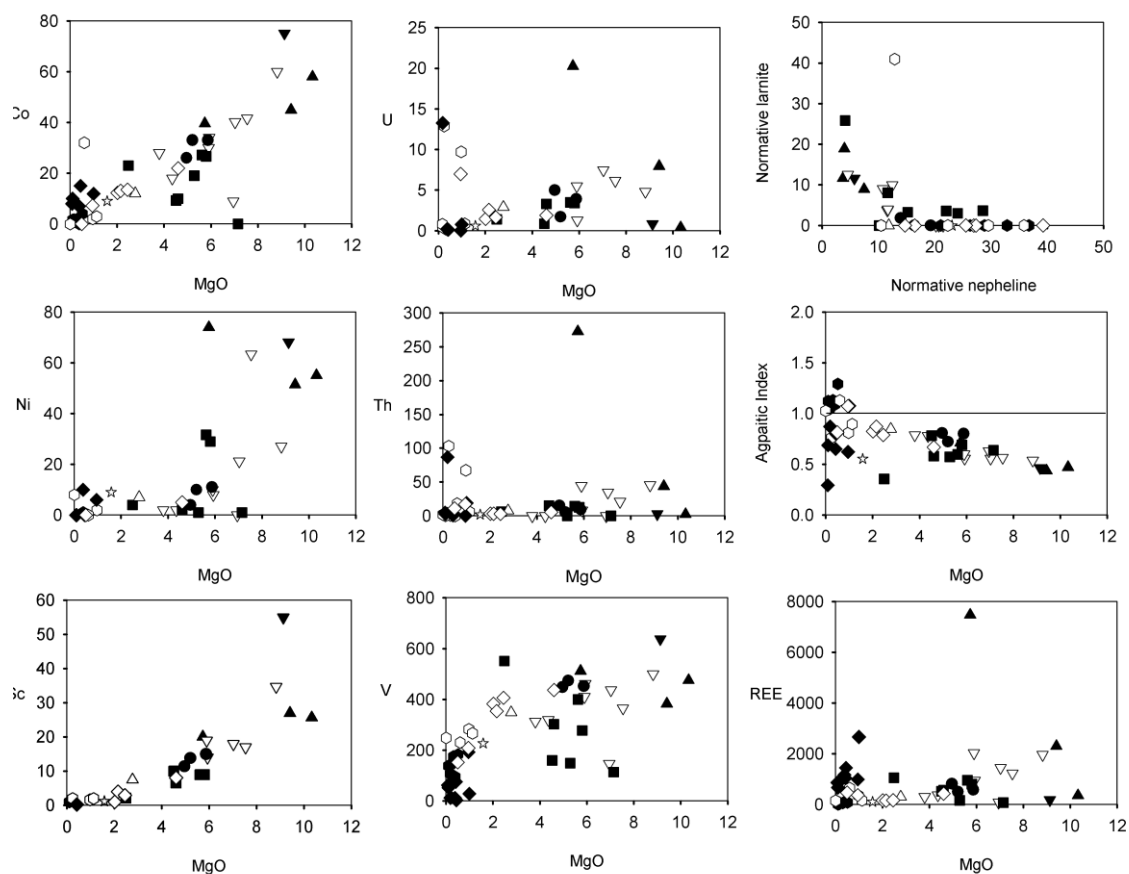 80
60
40
20
0
Co
0 2 4 6 8 10 12
MgO
25
20
15
10
5
0
U
0 2 4 6 8 10 12
MgO
50
40
30
20
10
0
Normative larnite
0 10 20 30 40 50
Normative nepheline
80
60
40
20
0
Ni
0 2 4 6 8 10 12
MgO
300
250
200
150
100
50
0
Th
0 2 4 6 8 10 12
MgO
2.0
1.5
1.0
0.5
0.0
Agpaitic Index
0 2 4 6 8 10 12
MgO
60
50
40
30
20
10
0
Sc
0 2 4 6 8 10 12
MgO
800
600
400
200
0
V
0 2 4 6 8 10 12
MgO
8000
6000
4000
2000
0
REE
0 2 4 6 8 10 12
MgO